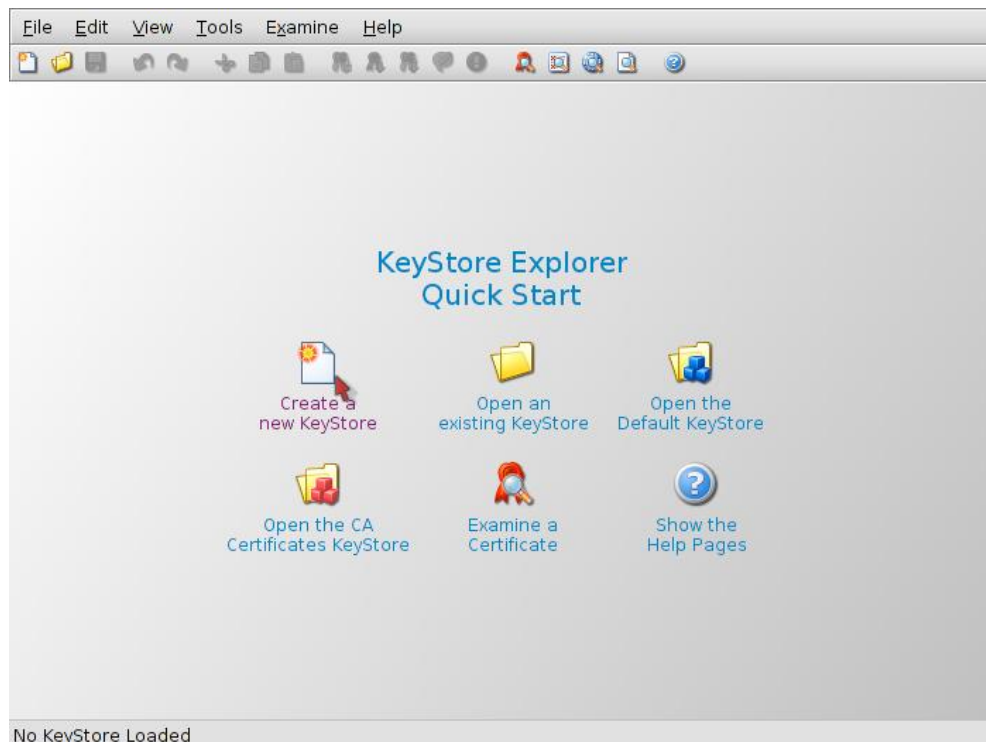 File Edit View Tools Examine Help
KeyStore Explorer
Quick Start
Create a
new KeyStore
Open an
existing KeyStore
Open the
Default KeyStore
Open the CA
Certificates KeyStore
Examine a
Certificate
Show the
Help Pages
No KeyStore Loaded